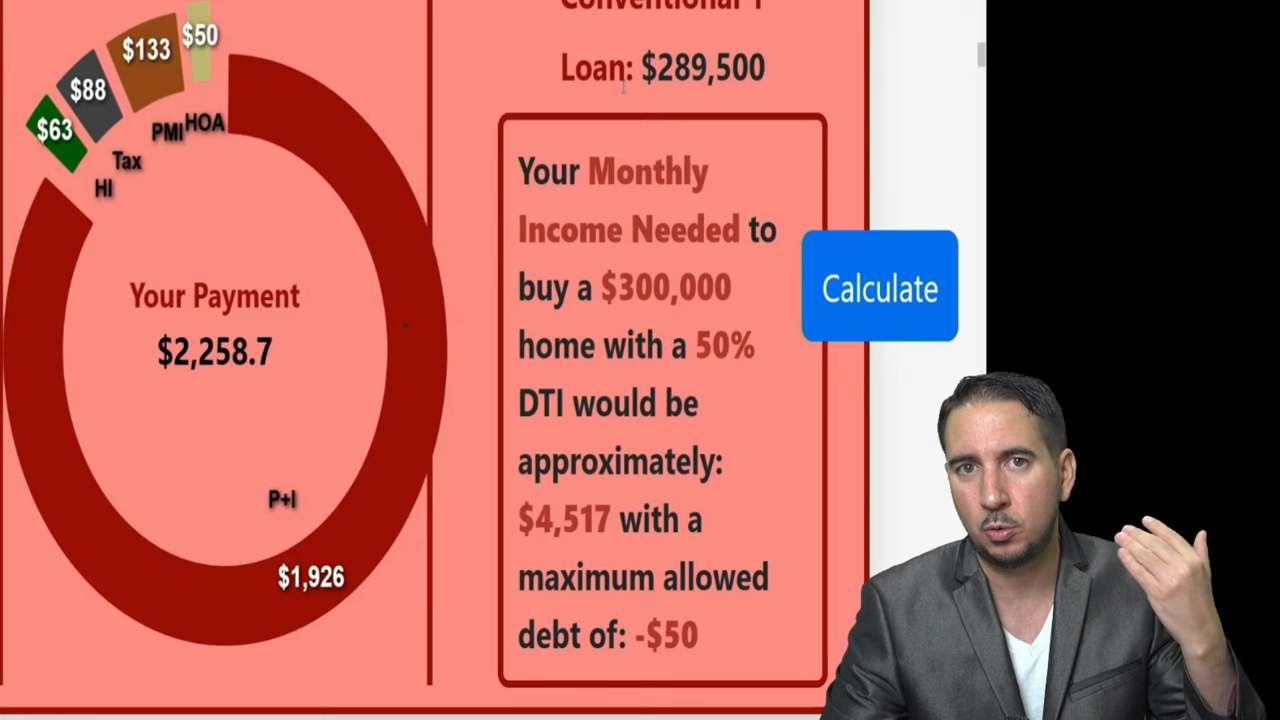 $50
$133
$88
$63
PMI
HOA
Tax
HI
Your Payment
$2,258.7
P+I
$1,926
Conventional 1
Loan: $289,500
Your Monthly
Income Needed to
buy a $300,000
home with a 50%
DTI would be
approximately:
$4,517 with a
maximum allowed
debt of: -$50
Calculate